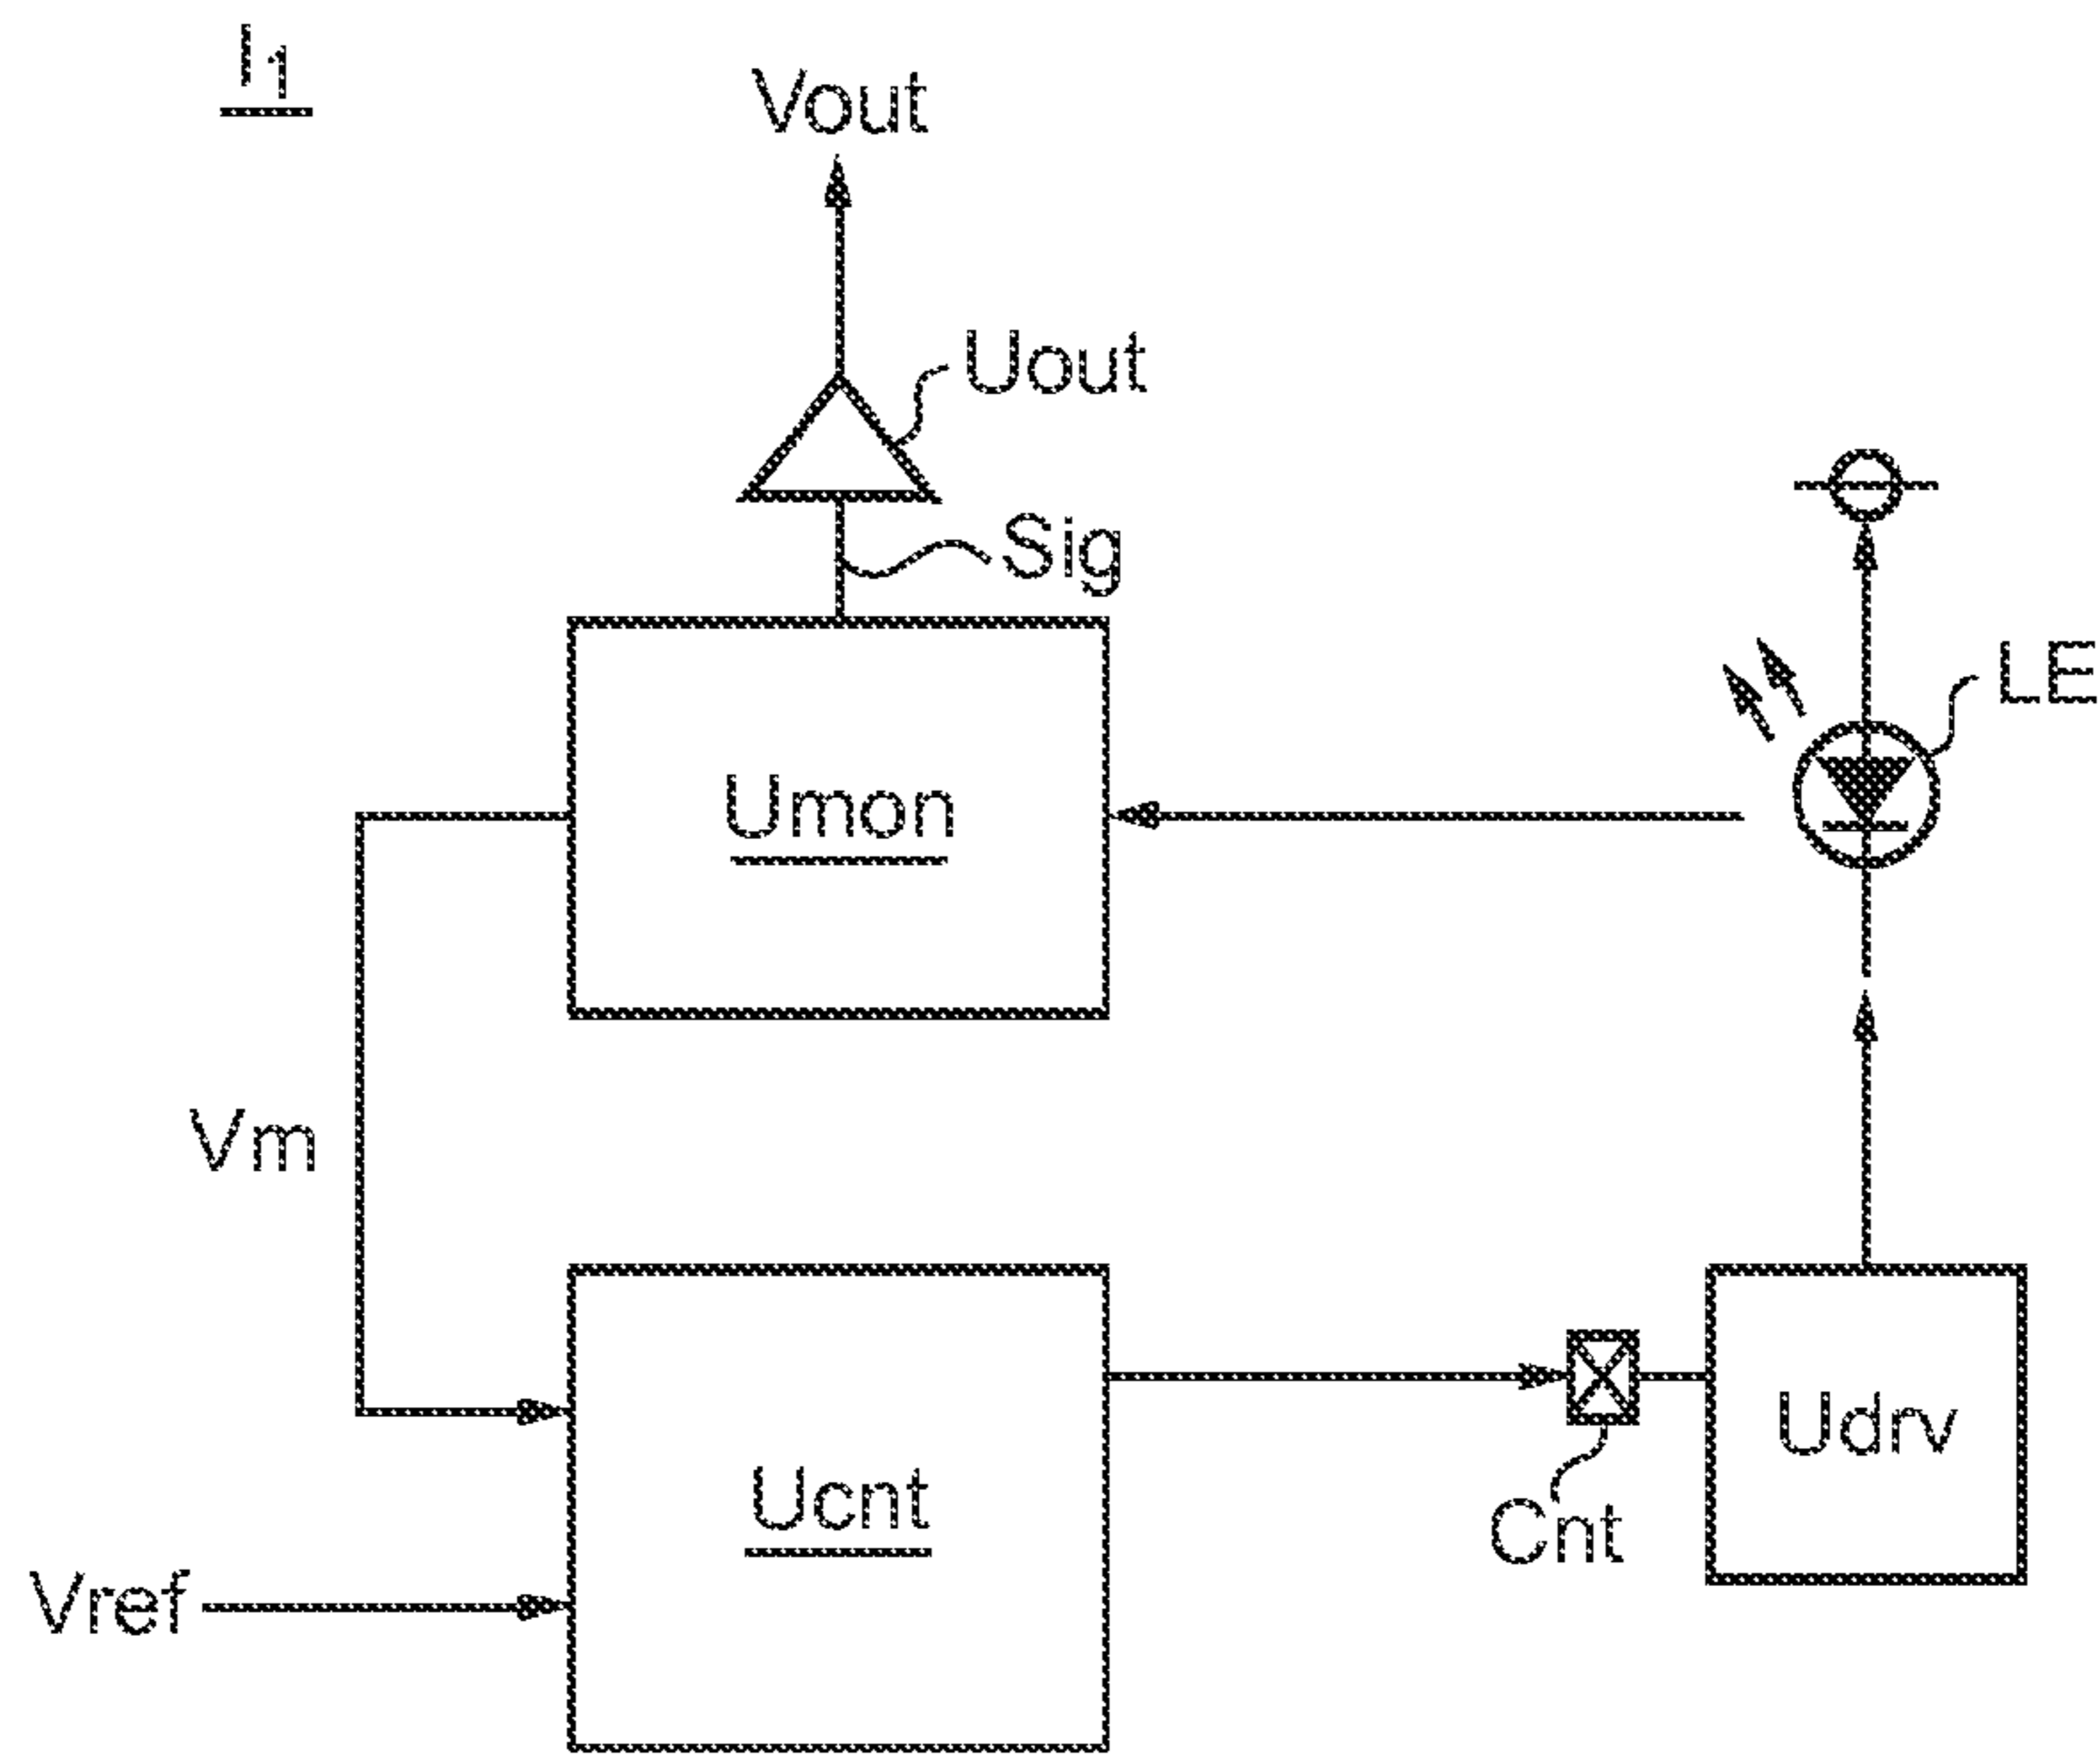 I1
Vout
Uout
Sig
LE
Umon
Vm
Ucnt
Cnt
Udrv
Vref